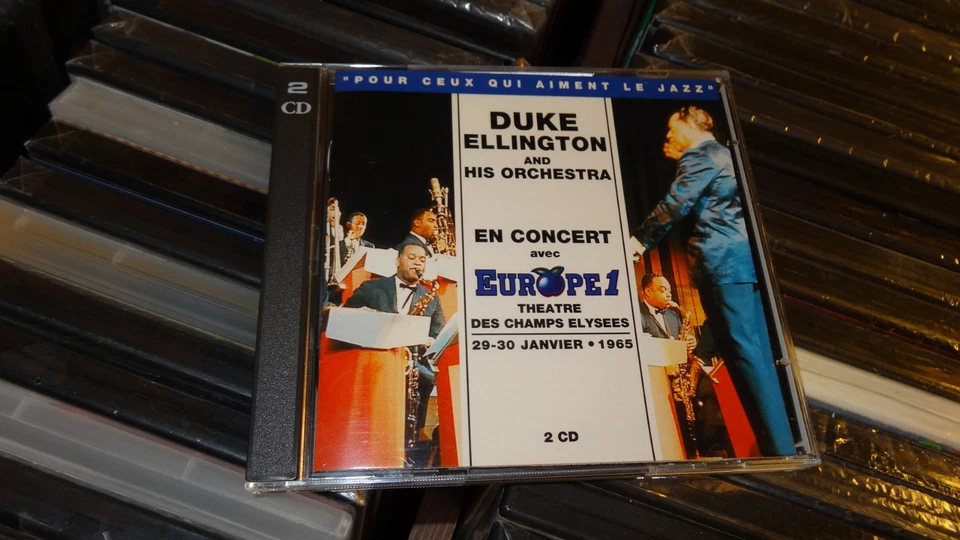 2
CD
"POUR CEUX QUI AIMENT LE JAZZ"
DUKE
ELLINGTON
AND
HIS ORCHESTRA
EN CONCERT
avec
EUROPE 1
THEATRE
DES CHAMPS ELYSEES
29-30 JANVIER • 1965
2 CD